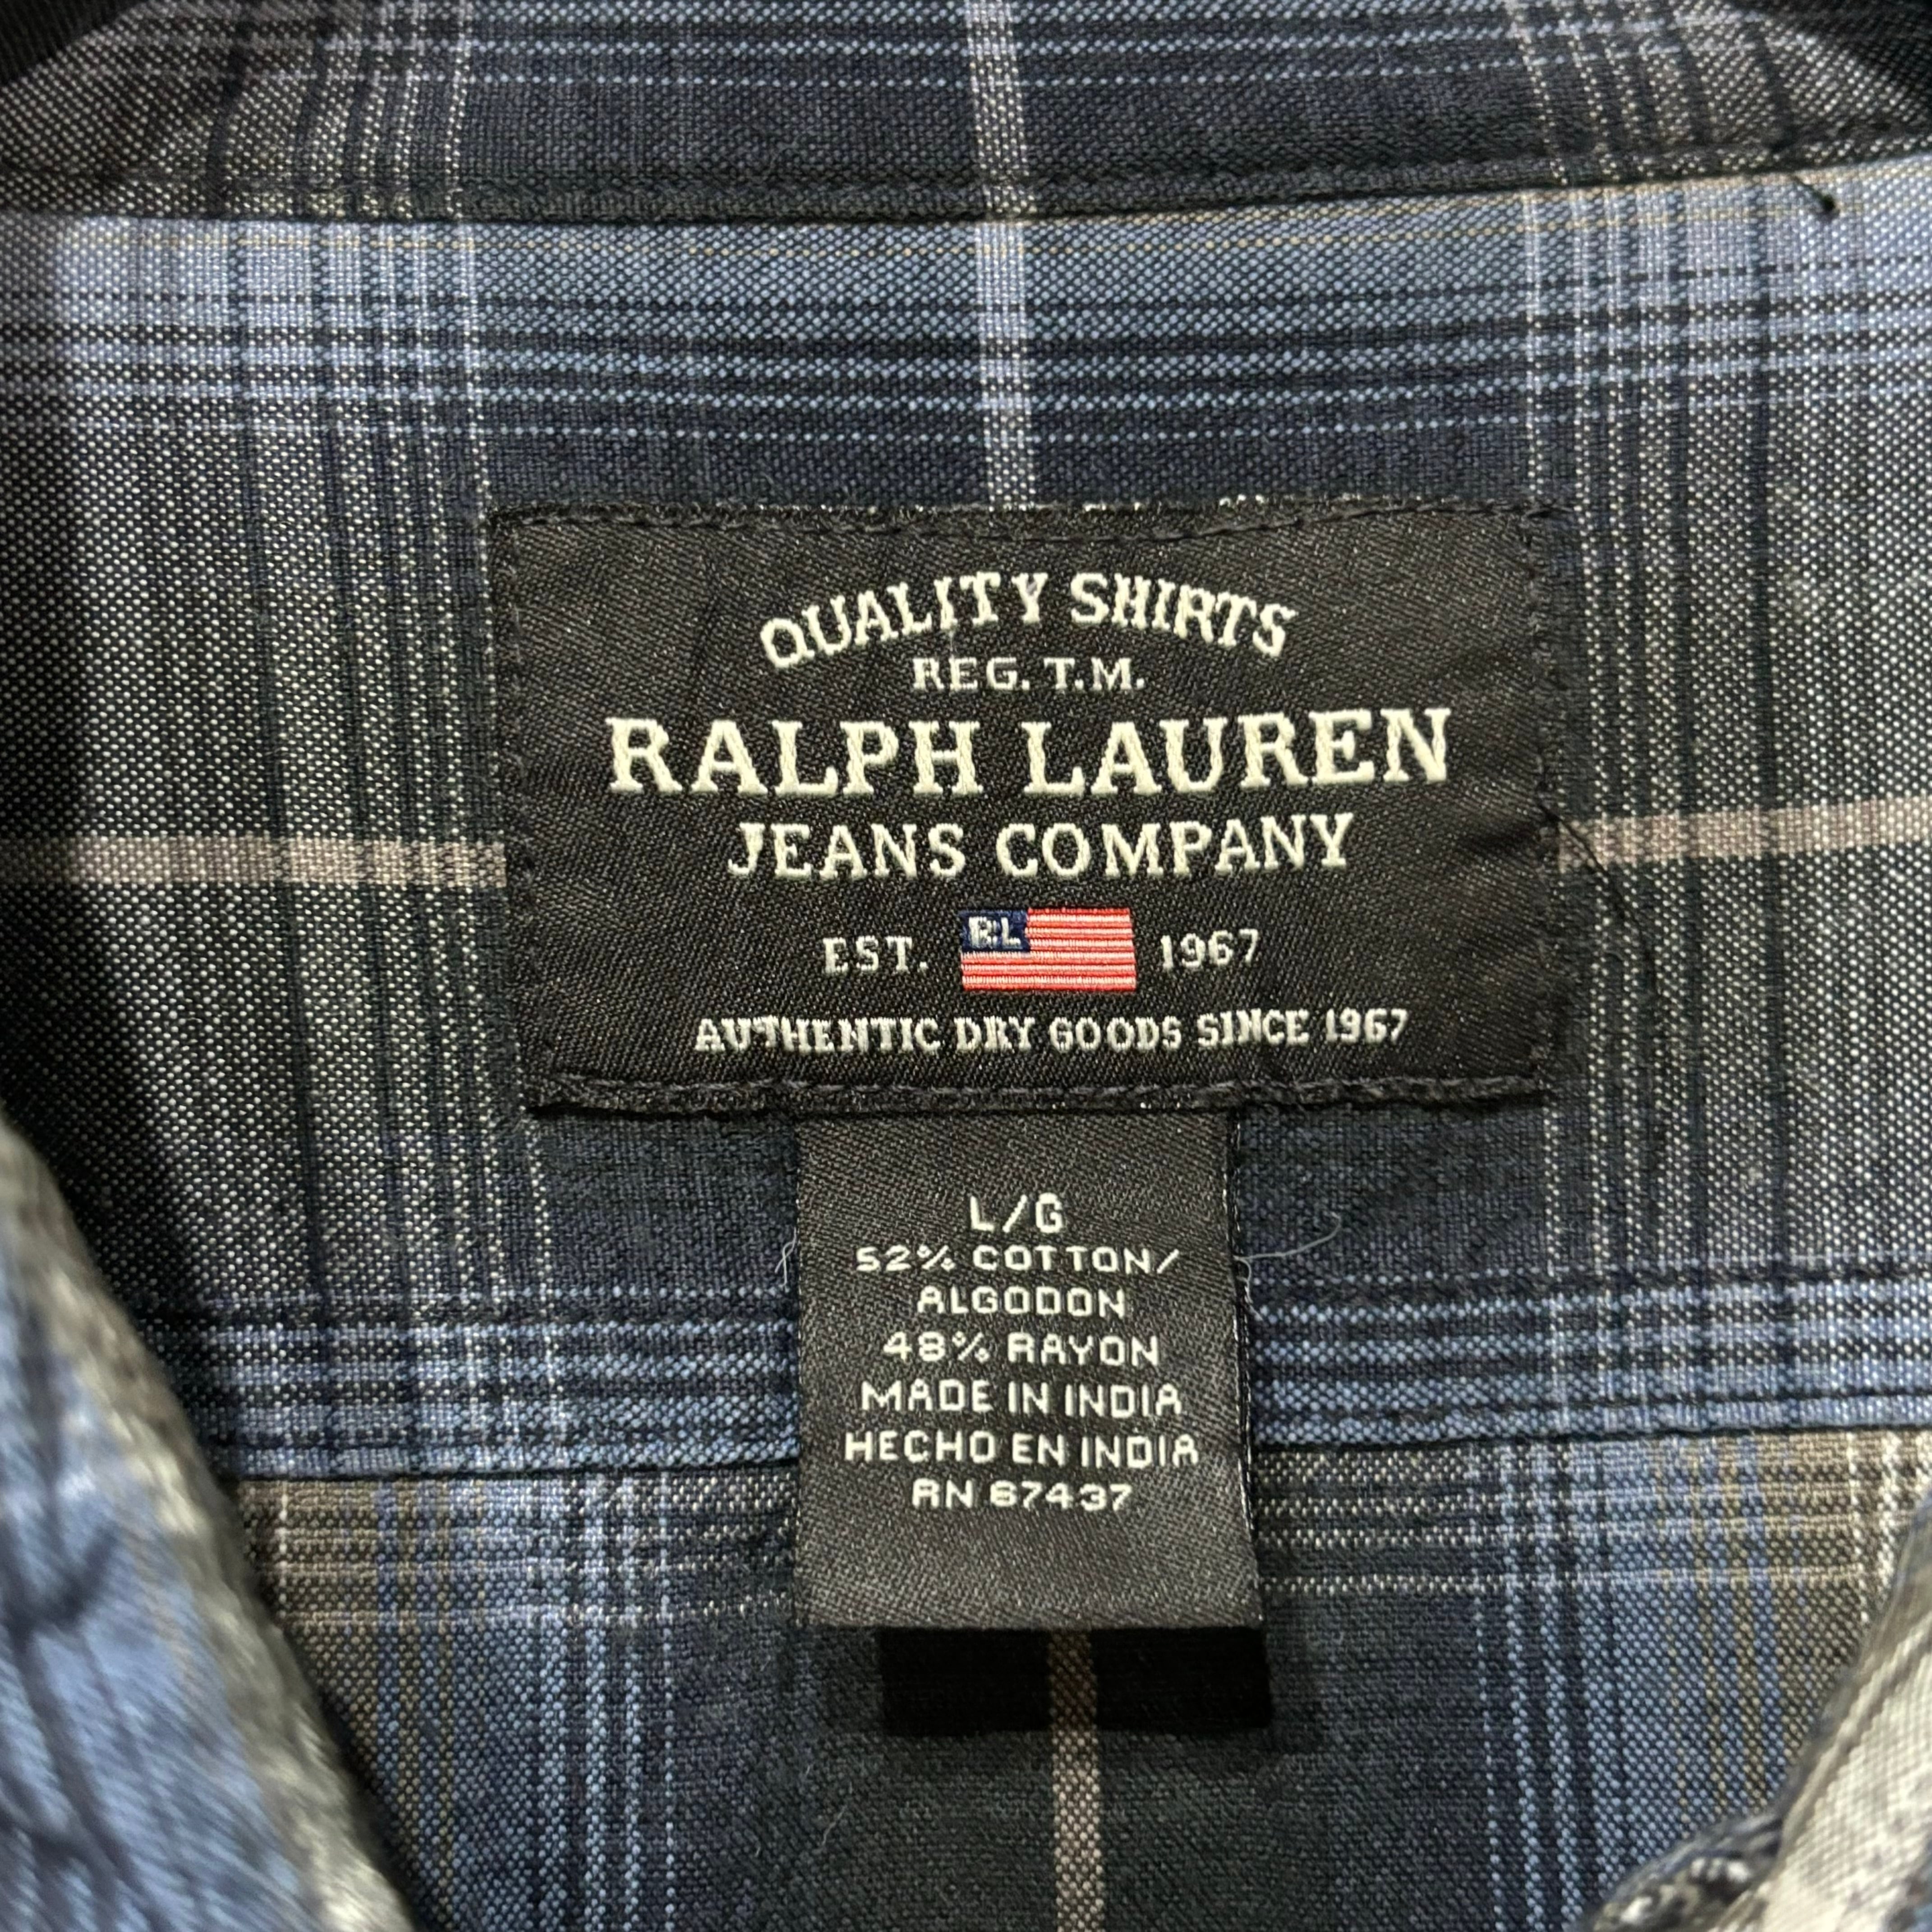 QUALITY SHIRTS
REG. T.M.
RALPH LAUREN
JEANS COMPANY
EST. RL 1967
AUTHENTIC DRY GOODS SINCE 1967
L/G
52% COTTON/
ALGODON
48% RAYON
MADE IN INDIA
HECHO EN INDIA
RN 67437